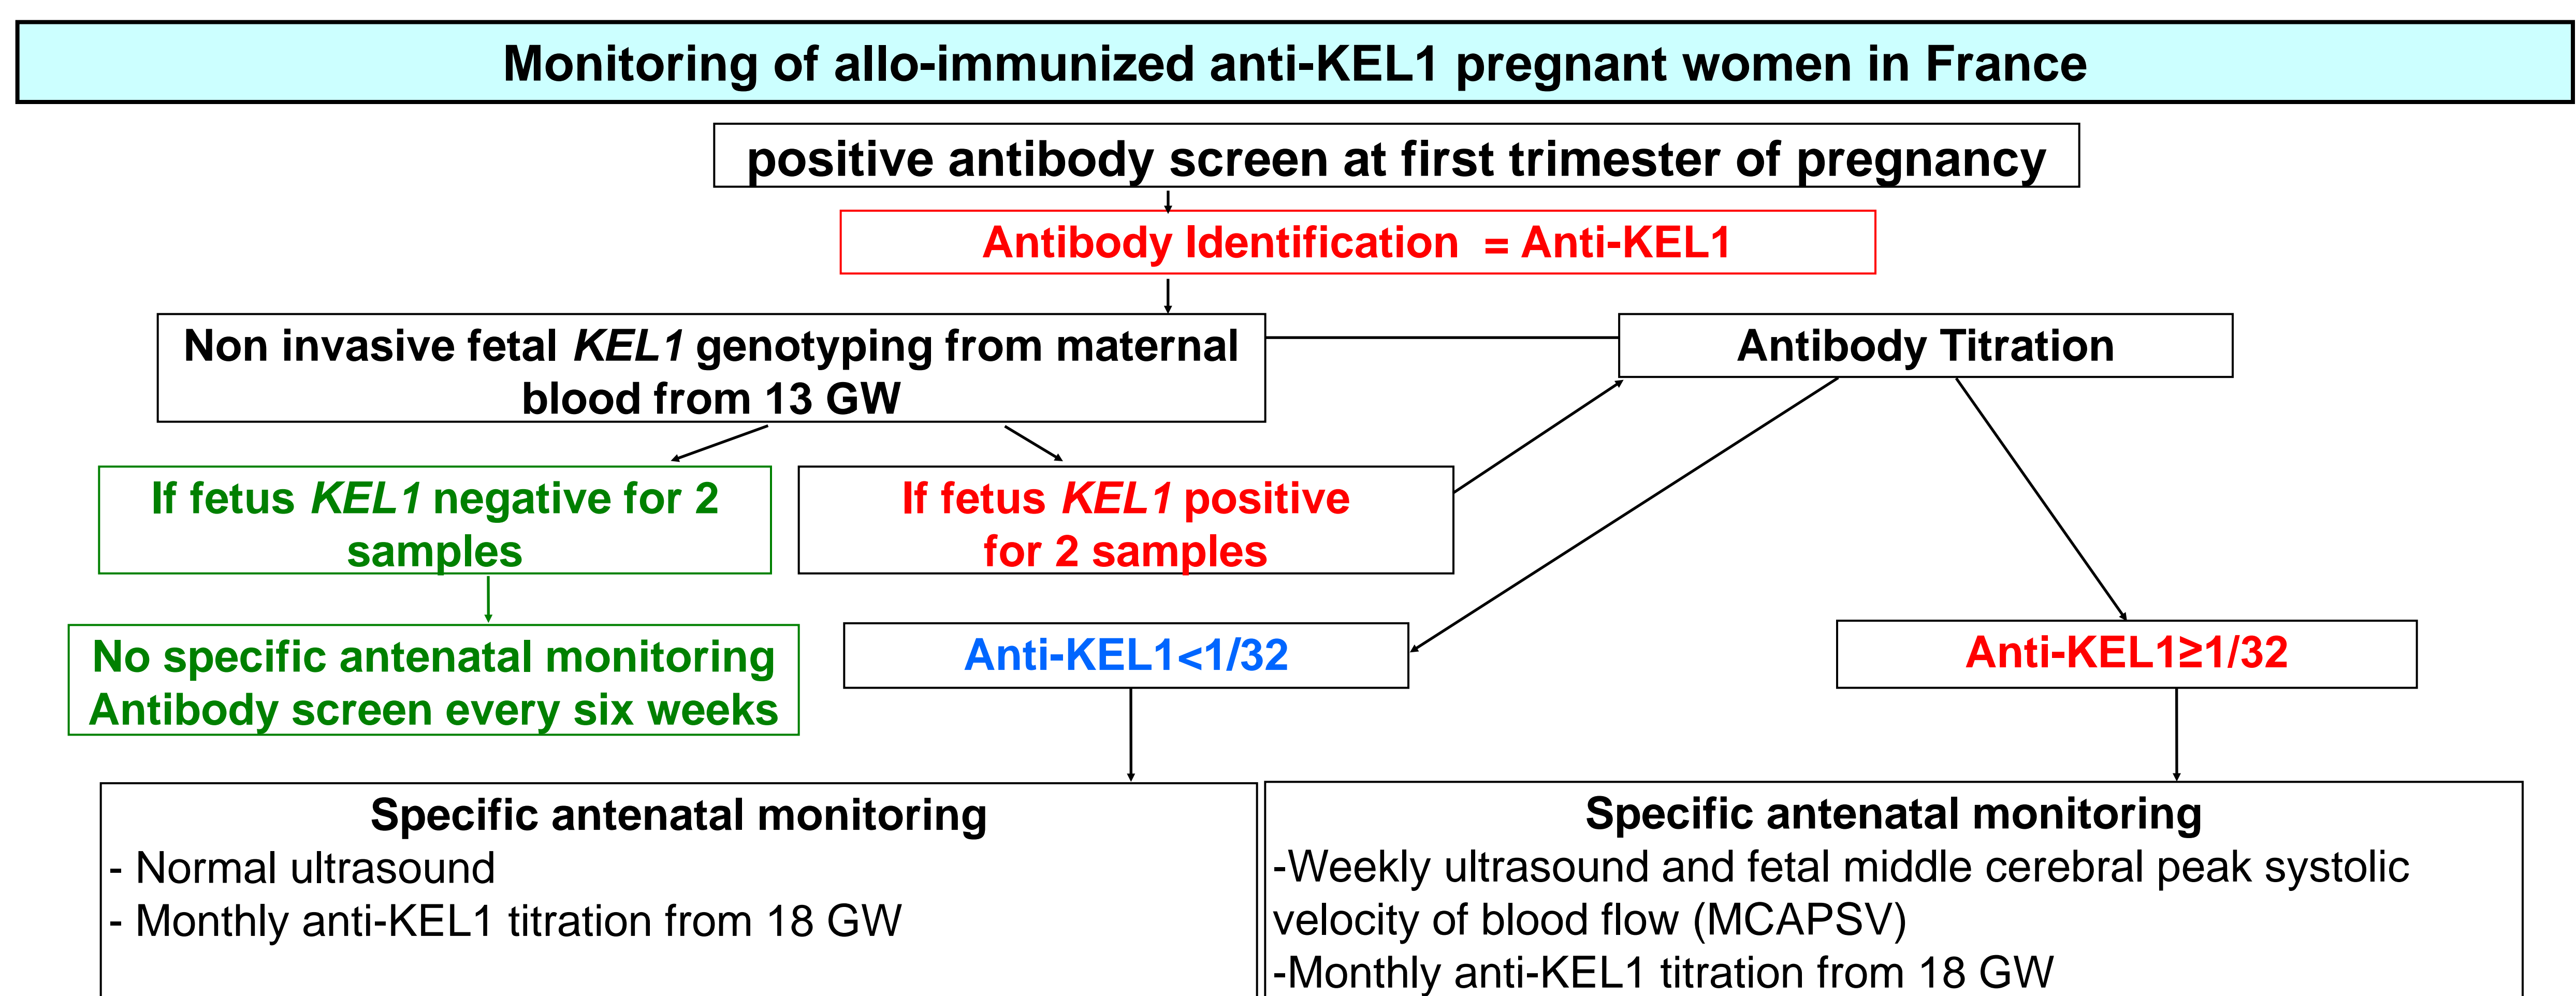 Monitoring of allo-immunized anti-KEL1 pregnant women in France
positive antibody screen at first trimester of pregnancy
Antibody Identification = Anti-KEL1
Non invasive fetal KEL1 genotyping from maternal
blood from 13 GW
Antibody Titration
If fetus KEL1 negative for 2
samples
If fetus KEL1 positive
for 2 samples
No specific antenatal monitoring
Antibody screen every six weeks
Anti-KEL1<1/32
Anti-KEL1≥1/32
Specific antenatal monitoring
- Normal ultrasound
- Monthly anti-KEL1 titration from 18 GW
Specific antenatal monitoring
-Weekly ultrasound and fetal middle cerebral peak systolic
velocity of blood flow (MCAPSV)
-Monthly anti-KEL1 titration from 18 GW